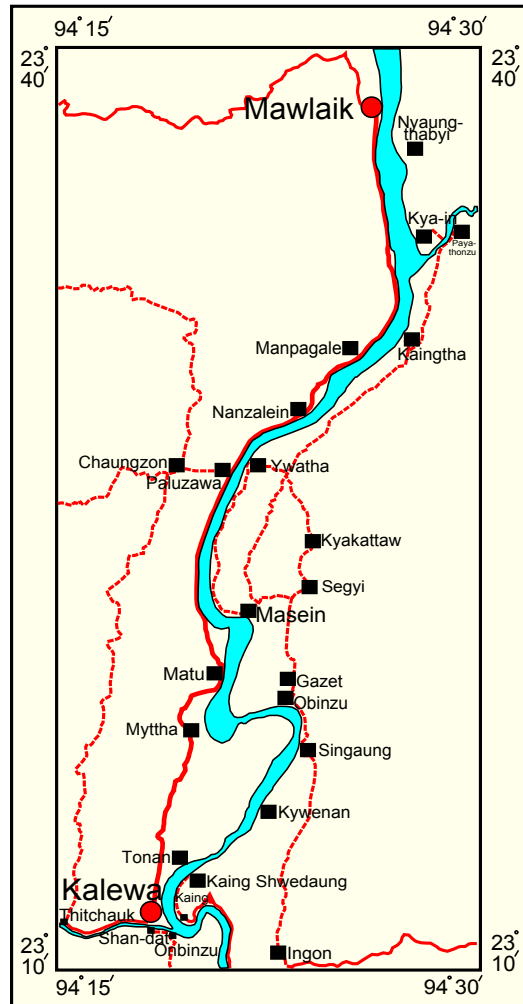 94 15′
94 30′
23
40′
23
40′
Mawlaik
Nyaung-
thabyi
Kya-in
Paya-
thonzu
Manpagale
Kaingtha
Nanzalein
Chaungzon
Paluzawa
Ywatha
Kyakattaw
Segyi
Masein
Matu
Gazet
Obinzu
Myttha
Singaung
Kywenan
Tonan
Kaing Shwedaung
Kalewa
Kaing
Thitchauk
Shan-dat
Onbinzu
Ingon
23
10′
23
10′
94 15′
94 30′